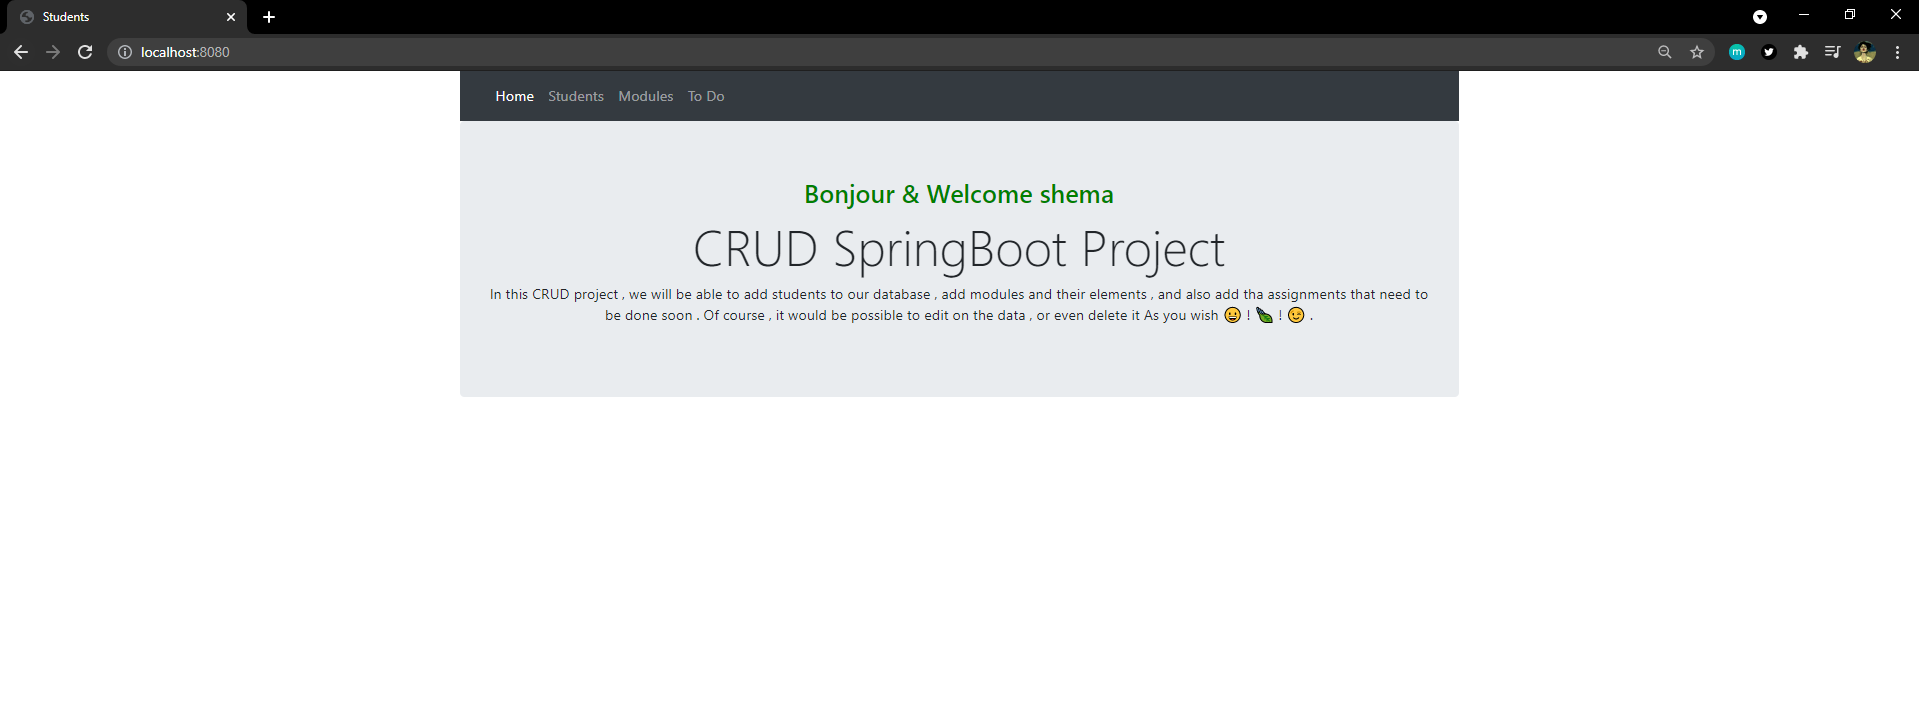 Students
localhost:8080
m
Home Students Modules To Do
Bonjour & Welcome shema
CRUD SpringBoot Project
In this CRUD project , we will be able to add students to our database , add modules and their elements , and also add tha assignments that need to
be done soon . Of course , it would be possible to edit on the data , or even delete it As you wish 😀 ! 🍃 ! 😉 .